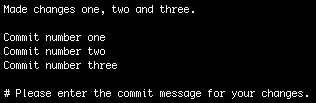 Made changes one, two and three.
Commit number one
Commit number two
Commit number three
# Please enter the commit message for your changes.